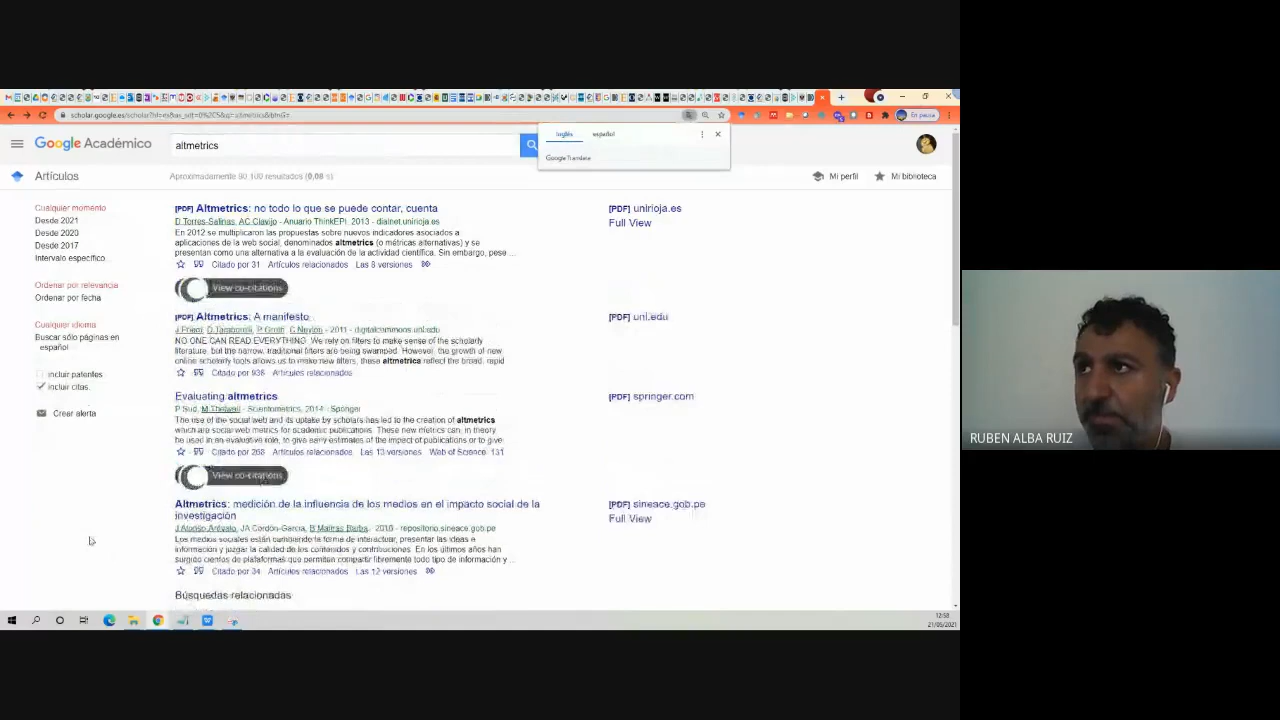 scholar.google.es/scholar?hl=es&as_sdt=0%2C5&q=altmetrics&btnG=
En pausa
Google Académico
altmetrics
inglés español
Google Translate
Artículos
Aproximadamente 90.100 resultados (0,08 s)
Mi perfil
Mi biblioteca
Cualquier momento
Desde 2021
Desde 2020
Desde 2017
Intervalo específico
Ordenar por relevancia
Ordenar por fecha
Cualquier idioma
Buscar sólo páginas en
español
incluir patentes
incluir citas
Crear alerta
[PDF] Altmetrics: no todo lo que se puede contar, cuenta
D Torres-Salinas, AC Clavijo - Anuario ThinkEPI, 2013 - dialnet.unirioja.es
En 2012 se multiplicaron las propuestas sobre nuevos indicadores asociados a
aplicaciones de la web social, denominados altmetrics (o métricas alternativas) y se
presentan como una alternativa a la evaluación de la actividad científica. Sin embargo, pese ...
Citado por 31 Artículos relacionados Las 8 versiones
View co-citations
[PDF] unirioja.es
Full View
Altmetrics: A manifesto
J Priem, D Taraborelli, P Groth, C Neylon - 2011 - digitalcommons.unl.edu
NO ONE CAN READ EVERYTHING. We rely on filters to make sense of the scholarly
literature, but the narrow, traditional filters are being swamped. However, the growth of new
online scholarly tools allows us to make new filters; these altmetrics reflect the broad, rapid
Citado por 936 Artículos relacionados
[PDF] unl.edu
Evaluating altmetrics
P Sud, M Thelwall - Scientometrics, 2014 - Springer
The rise of the social web and its uptake by scholars has led to the creation of altmetrics
which are social web metrics for academic publications. These new metrics can, in theory
be used in an evaluative role, to give early estimates of the impact of publications or to give
Citado por 268 Artículos relacionados Las 13 versiones Web of Science: 131
View co-citations
[PDF] springer.com
Altmetrics: medición de la influencia de los medios en el impacto social de la
investigación
J Alonso Arévalo, JA Cordón-García, B Maltrás Barba - 2016 - repositorio.sineace.gob.pe
Los medios sociales están cambiando la forma de interactuar, presentar las ideas e
información y juzgar la calidad de los contenidos y contribuciones. En los últimos años han
surgido cientos de plataformas que permiten compartir libremente todo tipo de información y ...
Citado por 34 Artículos relacionados Las 12 versiones
[PDF] sineace.gob.pe
Full View
Búsquedas relacionadas
12:58
21/05/2021
RUBEN ALBA RUIZ